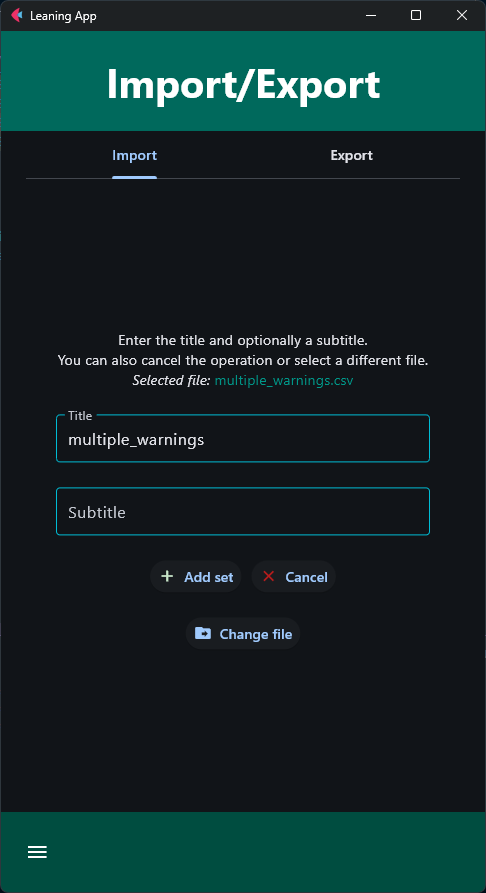 Leaning App
Import/Export
Import
Export
Enter the title and optionally a subtitle.
You can also cancel the operation or select a different file.
Selected file: multiple_warnings.csv
Title
multiple_warnings
Subtitle
Add set
Cancel
Change file